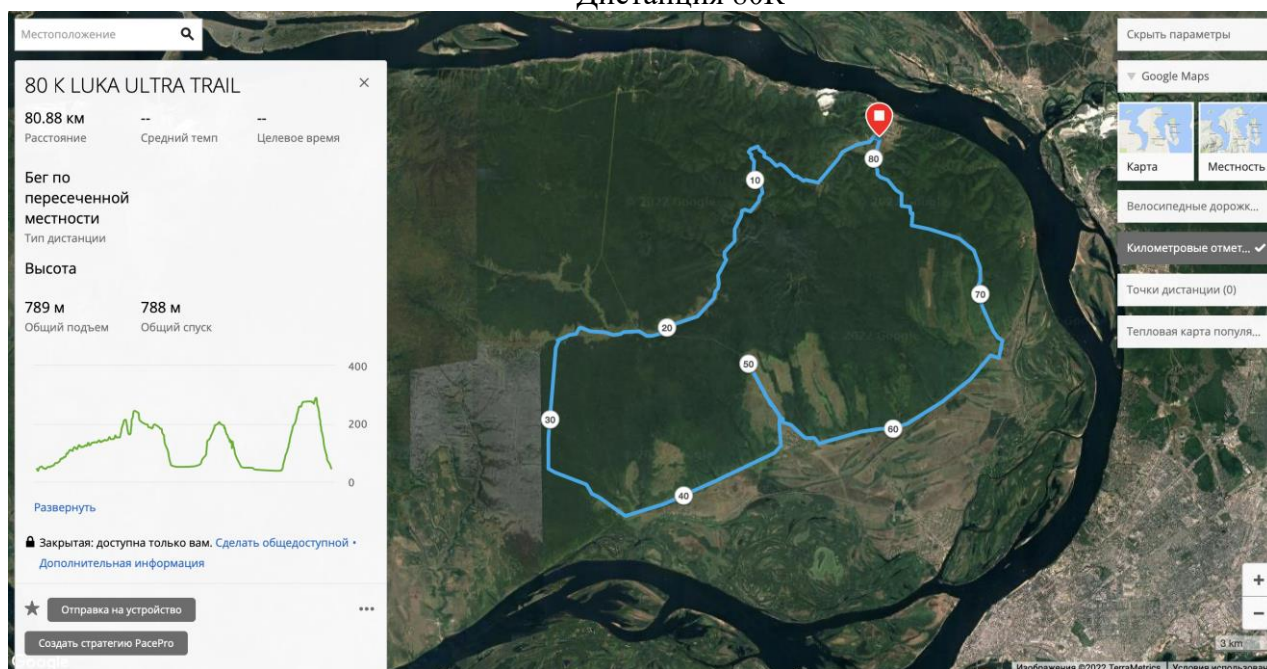 Дистанция 80К
Местоположение
80 K LUKA ULTRA TRAIL
80.88 км
--
--
Расстояние
Средний темп
Целевое время
Бег по
пересеченной
местности
Тип дистанции
Высота
789 м
788 м
Общий подъем
Общий спуск
400
200
0
Развернуть
Закрытая: доступна только вам. Сделать общедоступной •
Дополнительная информация
Отправка на устройство
Создать стратегию PacePro
Google
10
20
30
40
50
60
70
80
Скрыть параметры
Google Maps
Карта
Местность
Велосипедные дорожк...
Километровые отмет...
Точки дистанции (0)
Тепловая карта популя...
+
−
3 km
Изображения ©2022 TerraMetrics
Условия использован